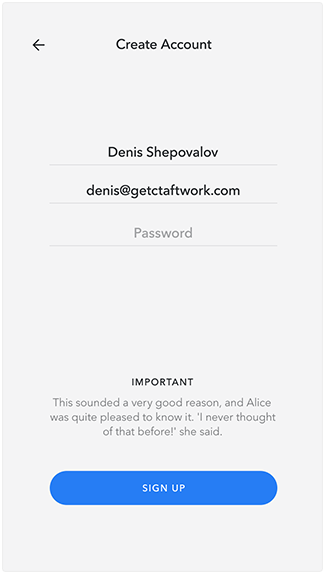 Create Account
Denis Shepovalov
denis@getctaftwork.com
Password
IMPORTANT
This sounded a very good reason, and Alice
was quite pleased to know it. 'I never thought
of that before!' she said.
SIGN UP